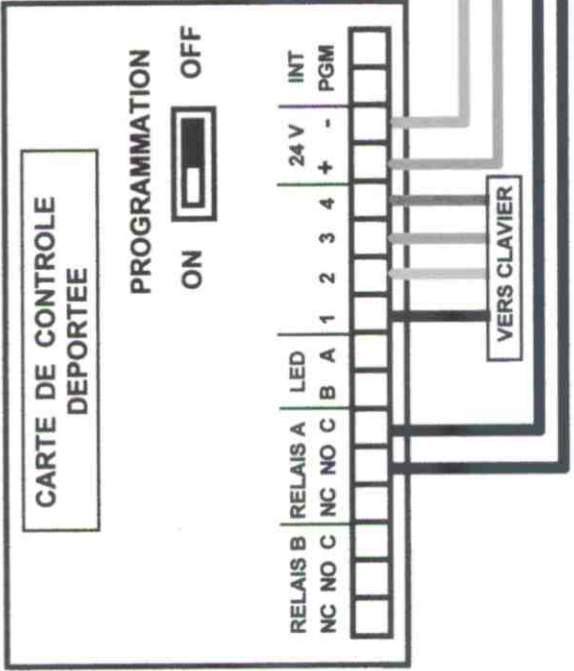 CARTE DE CONTROLE
DEPORTEE
PROGRAMMATION
ON OFF
RELAIS B RELAIS A LED 24 V INT
NC NO C NC NO C B A 1 2 3 4 + - PGM
VERS CLAVIER